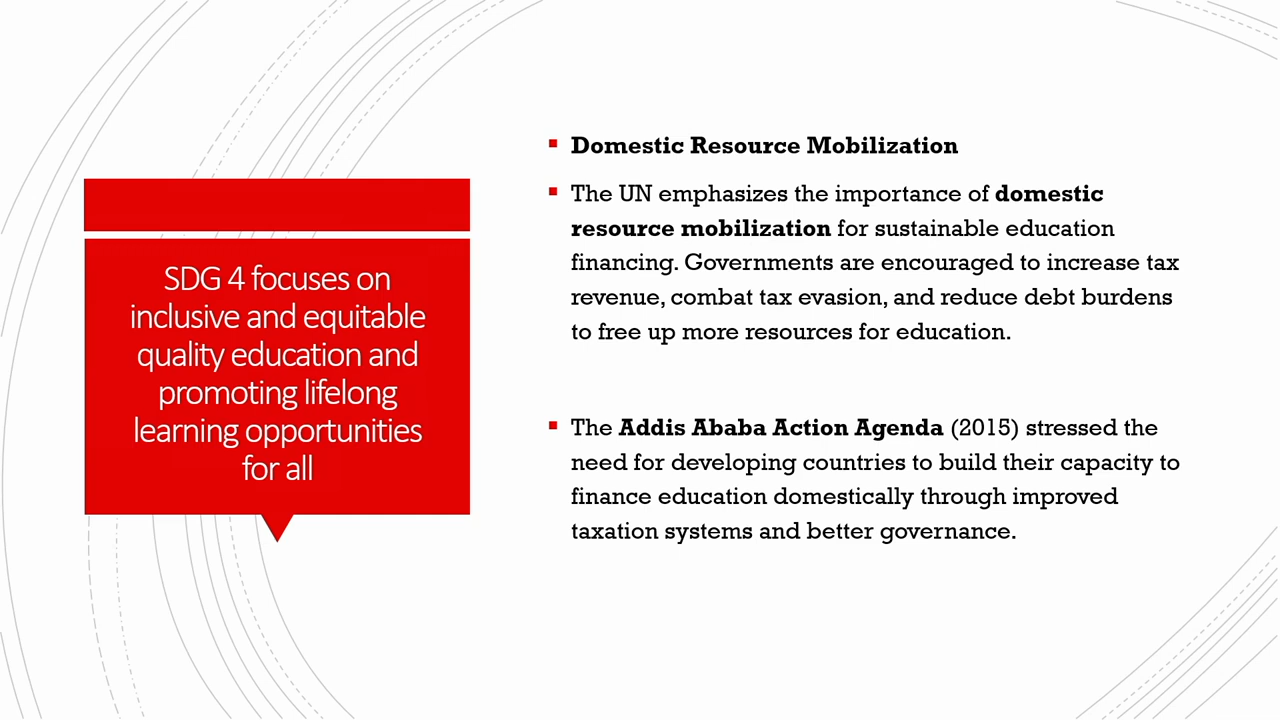 SDG 4 focuses on
inclusive and equitable
quality education and
promoting lifelong
learning opportunities
for all
Domestic Resource Mobilization
The UN emphasizes the importance of domestic
resource mobilization for sustainable education
financing. Governments are encouraged to increase tax
revenue, combat tax evasion, and reduce debt burdens
to free up more resources for education.
The Addis Ababa Action Agenda (2015) stressed the
need for developing countries to build their capacity to
finance education domestically through improved
taxation systems and better governance.